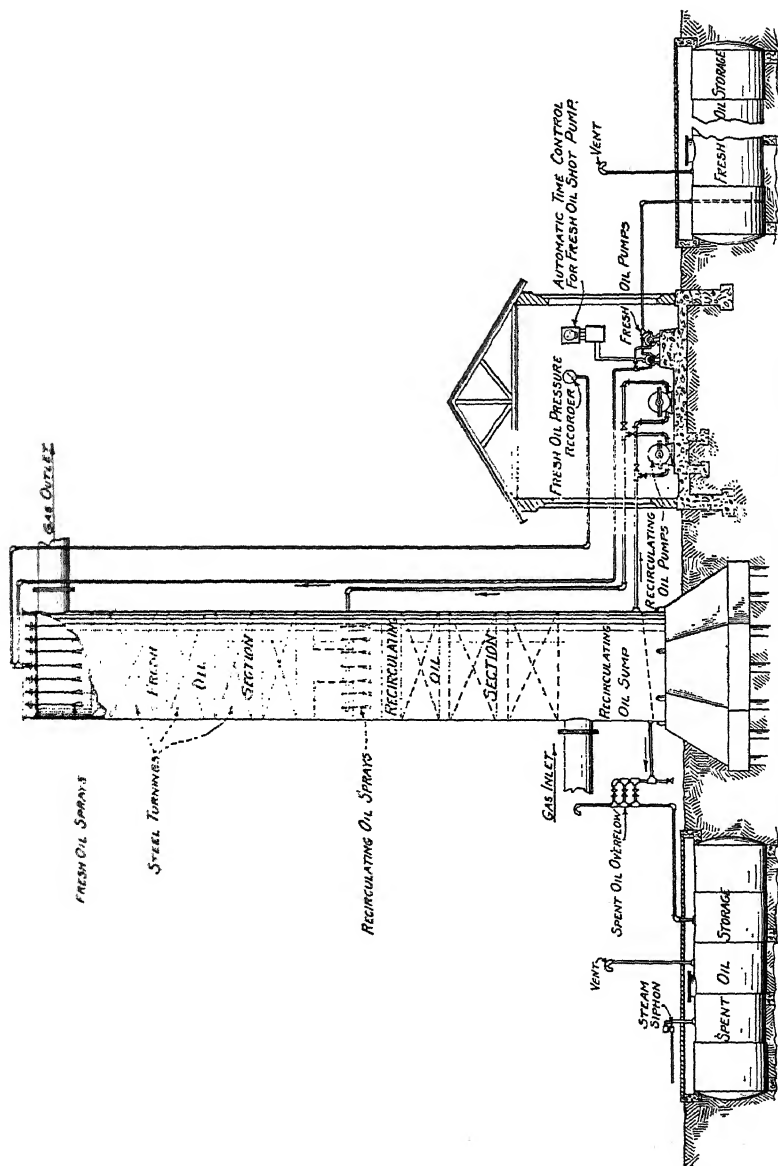 GAS OUTLET
FRESH
OIL
SECTION
FRESH OIL SPRAYS
STEEL TURNINGS
RECIRCULATING OIL SPRAYS
RECIRCULATING
OIL
SECTION
RECIRCULATING
OIL SUMP
GAS INLET
SPENT OIL OVERFLOW
VENT
STEAM
SIPHON
SPENT OIL STORAGE
FRESH OIL PRESSURE
RECORDER
RECIRCULATING
OIL PUMPS
AUTOMATIC TIME CONTROL
FOR FRESH OIL SHOT PUMP.
FRESH OIL PUMPS
VENT
FRESH OIL STORAGE